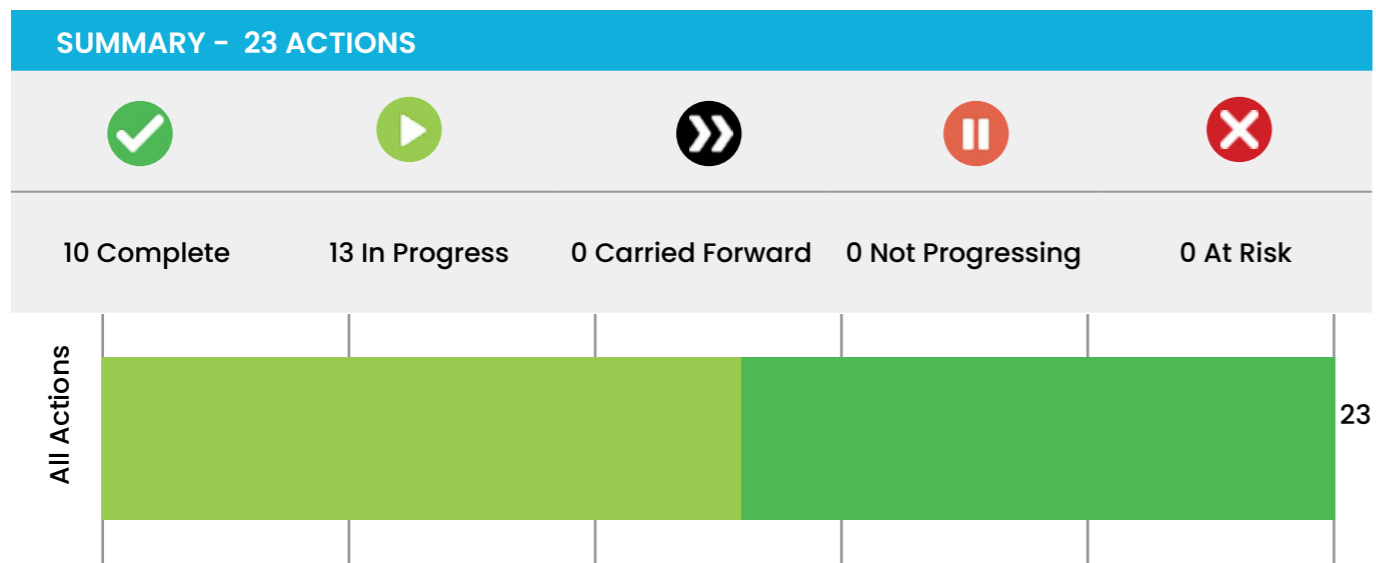 SUMMARY - 23 ACTIONS
10 Complete
13 In Progress
0 Carried Forward
0 Not Progressing
0 At Risk
All Actions
23